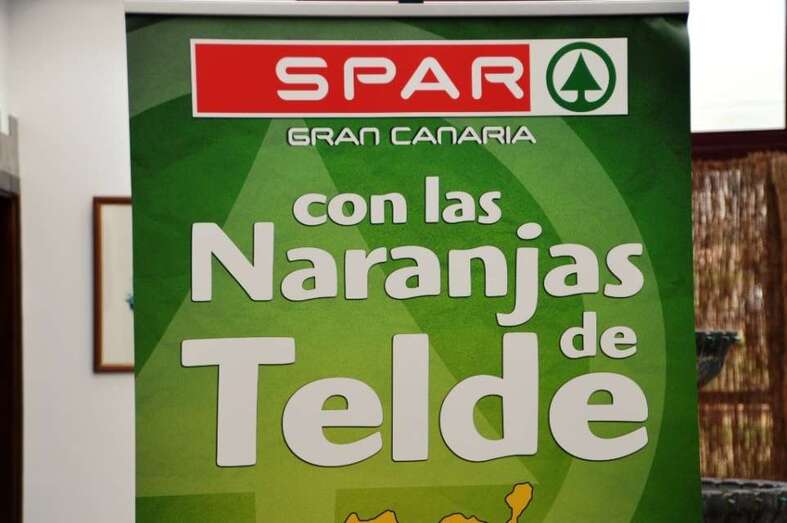 SPAR
GRAN CANARIA
con las
Naranjas
de
Telde